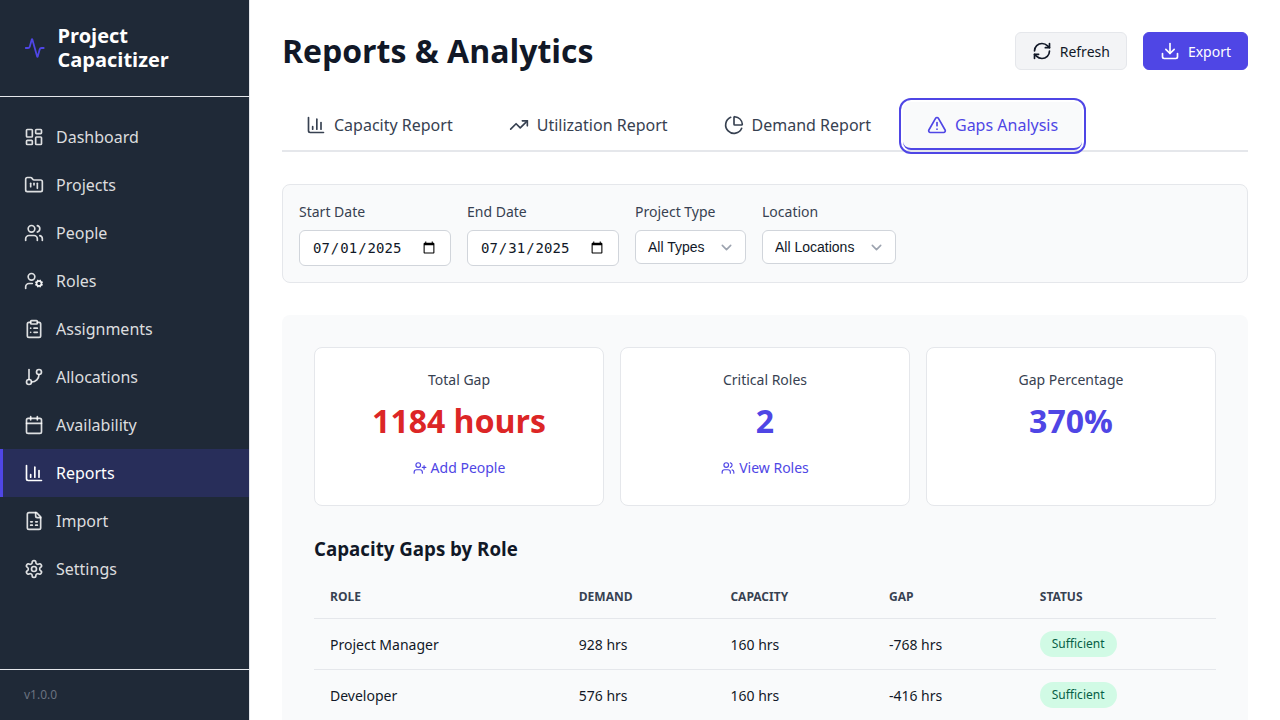 Project
Capacitizer
Dashboard
Projects
People
Roles
Assignments
Allocations
Availability
Reports
Import
Settings
v1.0.0
Reports & Analytics
Refresh
Export
Capacity Report
Utilization Report
Demand Report
Gaps Analysis
Start Date
End Date
Project Type
Location
07/01/2025
07/31/2025
All Types
All Locations
Total Gap
1184 hours
Add People
Critical Roles
2
View Roles
Gap Percentage
370%
Capacity Gaps by Role
ROLE DEMAND CAPACITY GAP STATUS
Project Manager 928 hrs 160 hrs -768 hrs Sufficient
Developer 576 hrs 160 hrs -416 hrs Sufficient